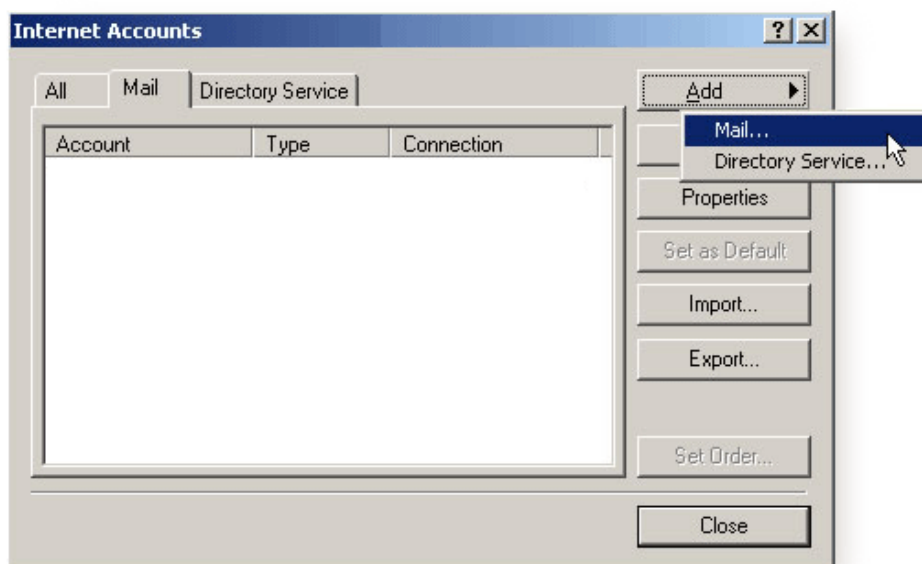 Internet Accounts
All Mail Directory Service
Add
Mail...
Directory Service...
Account Type Connection
Properties
Set as Default
Import...
Export...
Set Order...
Close